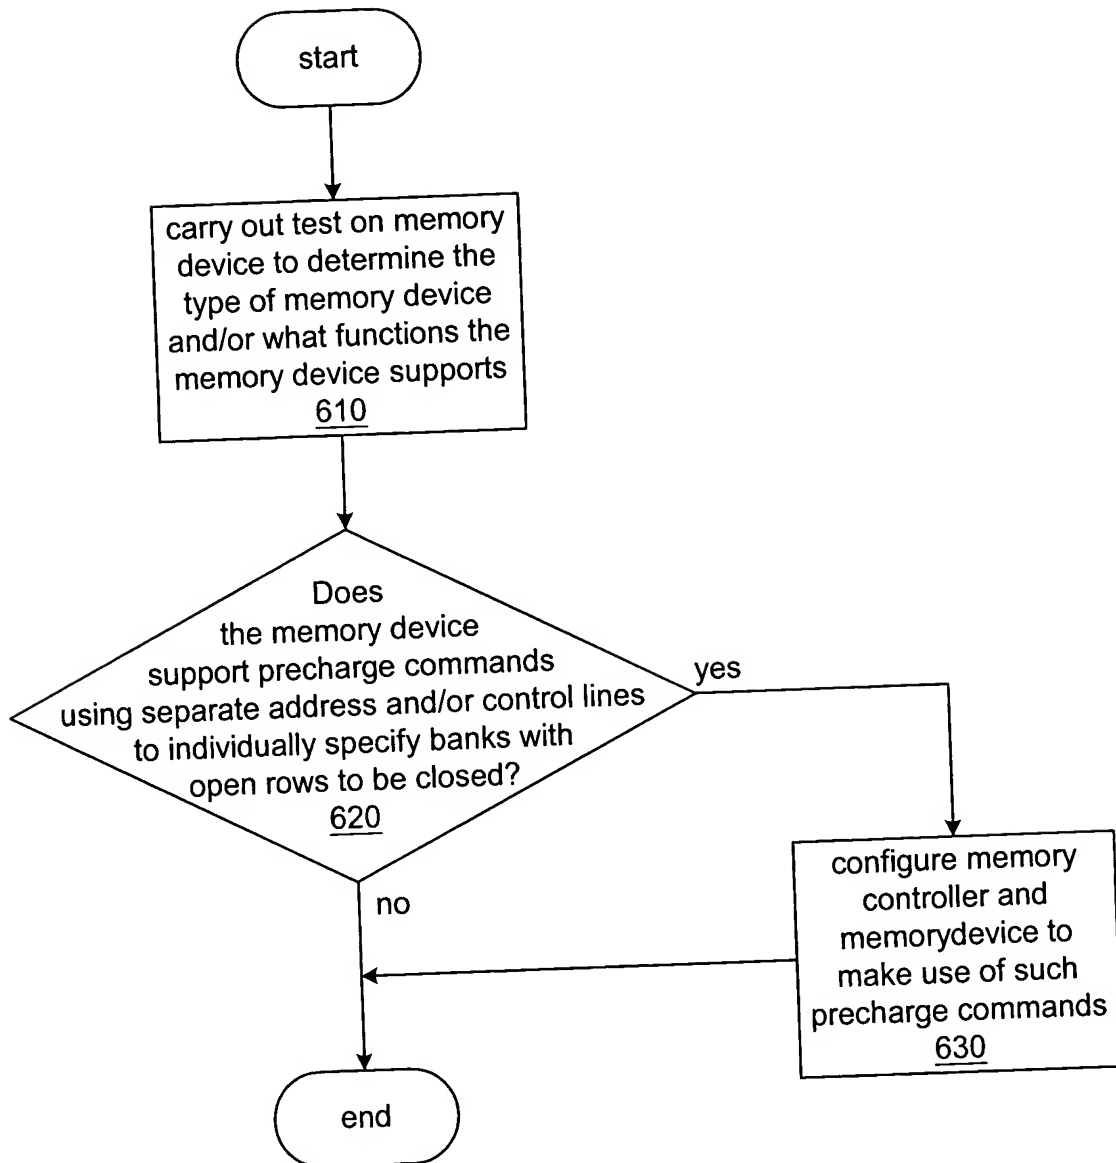 start
carry out test on memory
device to determine the
type of memory device
and/or what functions the
memory device supports
610
Does
the memory device
support precharge commands
using separate address and/or control lines
to individually specify banks with
open rows to be closed?
620
yes
no
configure memory
controller and
memorydevice to
make use of such
precharge commands
630
end